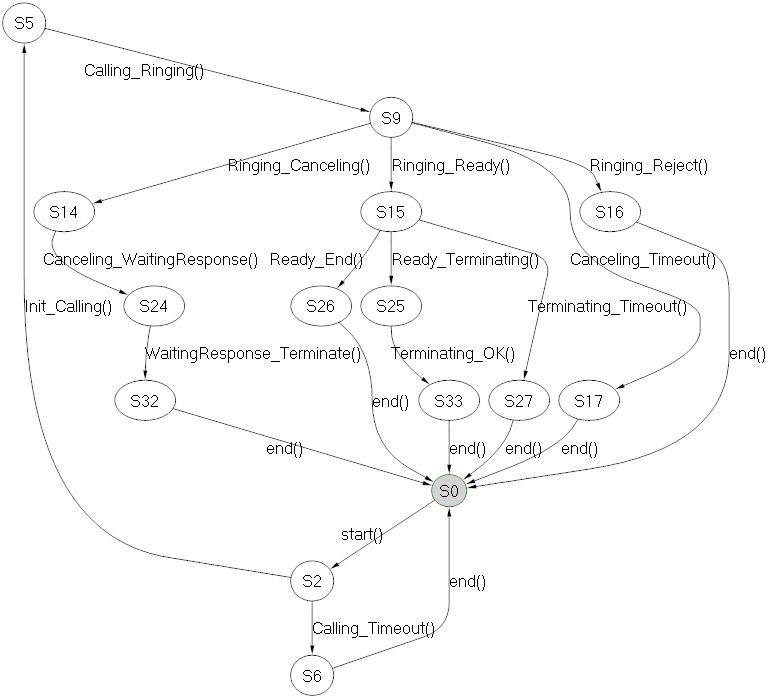 S5
Calling_Ringing()
S9
Ringing_Canceling()
Ringing_Ready()
Ringing_Reject()
S14
S15
S16
Canceling_WaitingResponse()
Ready_End()
Ready_Terminating()
Canceling_Timeout()
Init_Calling()
S24
S26
S25
Terminating_Timeout()
WaitingResponse_Terminate()
Terminating_OK()
end()
S32
end()
S33
S27
S17
end()
end()
end()
end()
S0
start()
S2
end()
Calling_Timeout()
S6